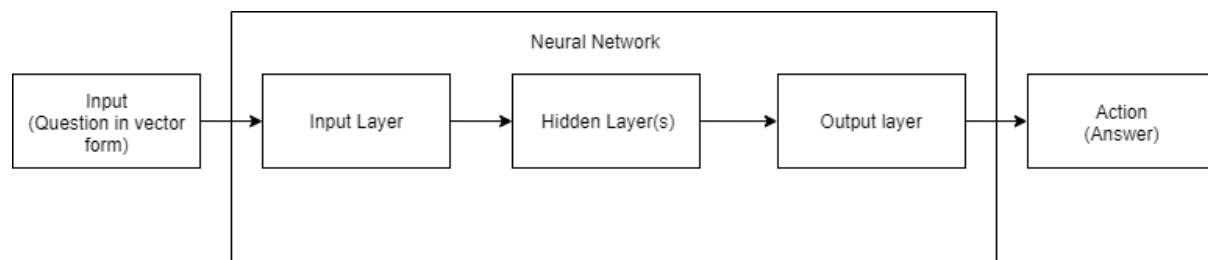 Neural Network
Input
(Question in vector
form)
Input Layer
Hidden Layer(s)
Output layer
Action
(Answer)